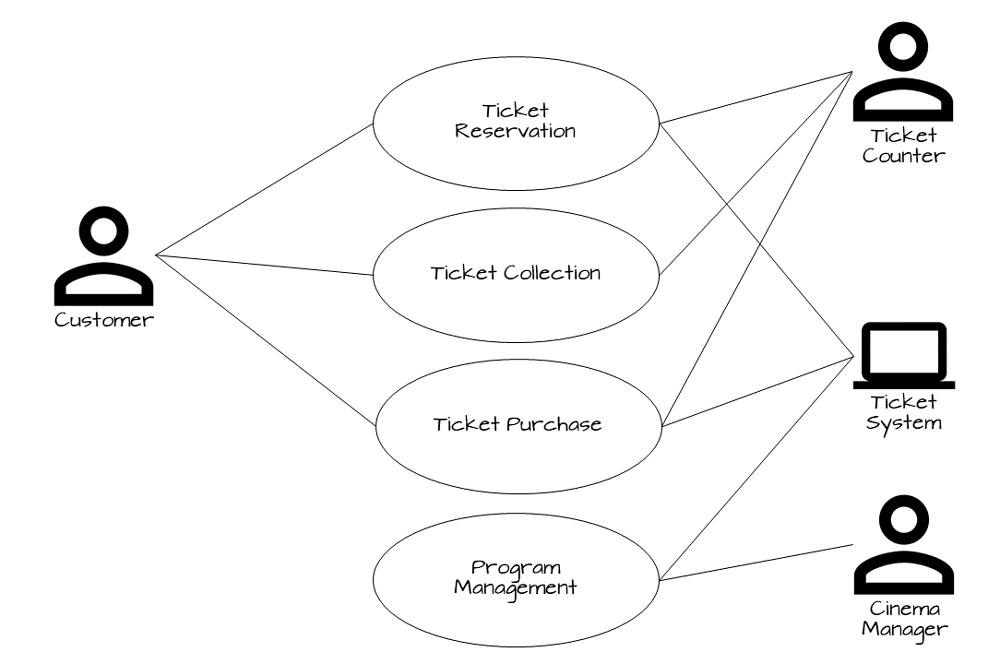 Ticket
Reservation
Ticket
Counter
Ticket Collection
Customer
Ticket
System
Ticket Purchase
Program
Management
Cinema
Manager